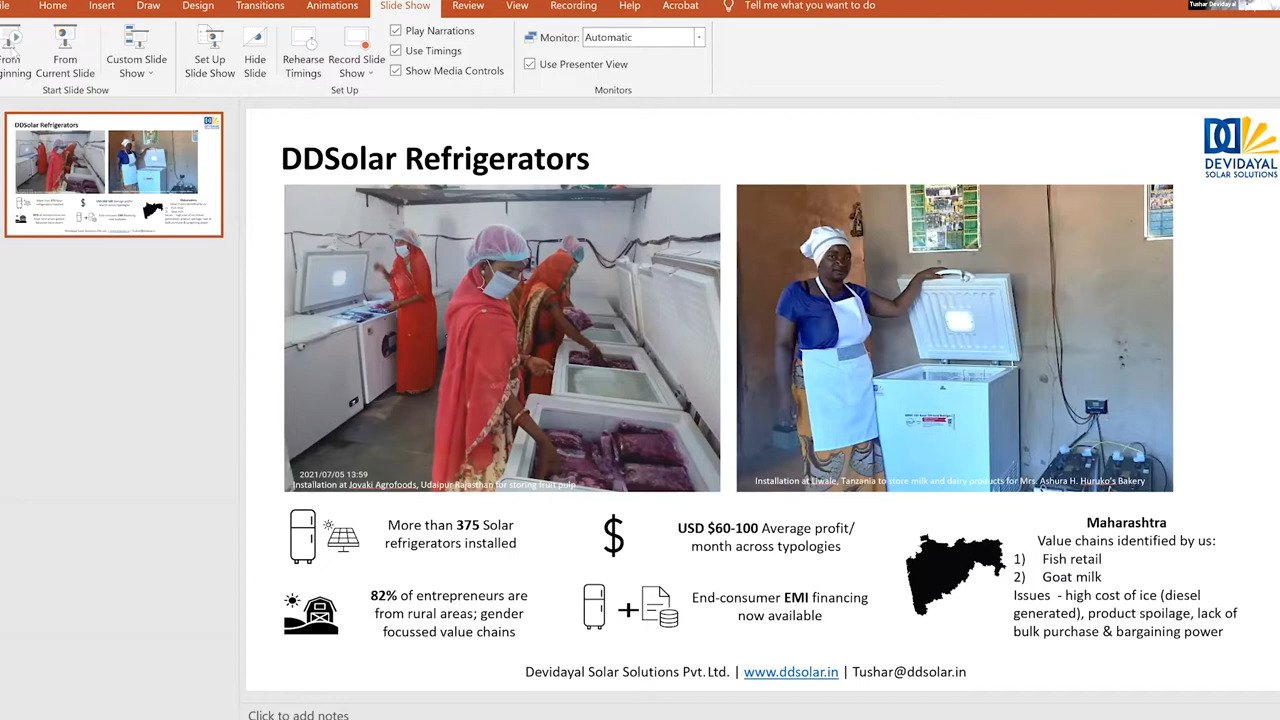 Tushar Devidayal
ile Home Insert Draw Design Transitions Animations Slide Show Review View Recording Help Acrobat Tell me what you want to do
From
ginning
From
Current Slide
Custom Slide
Show
Start Slide Show
Set Up
Slide Show
Hide
Slide
Rehearse
Timings
Record Slide
Show
Play Narrations
Use Timings
Show Media Controls
Set Up
Monitor: Automatic
Use Presenter View
Monitors
DDSolar Refrigerators
DDSolar Refrigerators
DEVIDAYAL
SOLAR SOLUTIONS
2021/07/05 13:59
Installation at Jovaki Agrofoods, Udaipur Rajasthan for storing fruit pulp
Installation at Liwale, Tanzania to store milk and dairy products for Mrs. Ashura H. Huruko's Bakery
More than 375 Solar
refrigerators installed
USD $60-100 Average profit/
month across typologies
82% of entrepreneurs are
from rural areas; gender
focussed value chains
End-consumer EMI financing
now available
Maharashtra
Value chains identified by us:
1) Fish retail
2) Goat milk
Issues - high cost of ice (diesel
generated), product spoilage, lack of
bulk purchase & bargaining power
Devidayal Solar Solutions Pvt. Ltd. | www.ddsolar.in | Tushar@ddsolar.in
Click to add notes